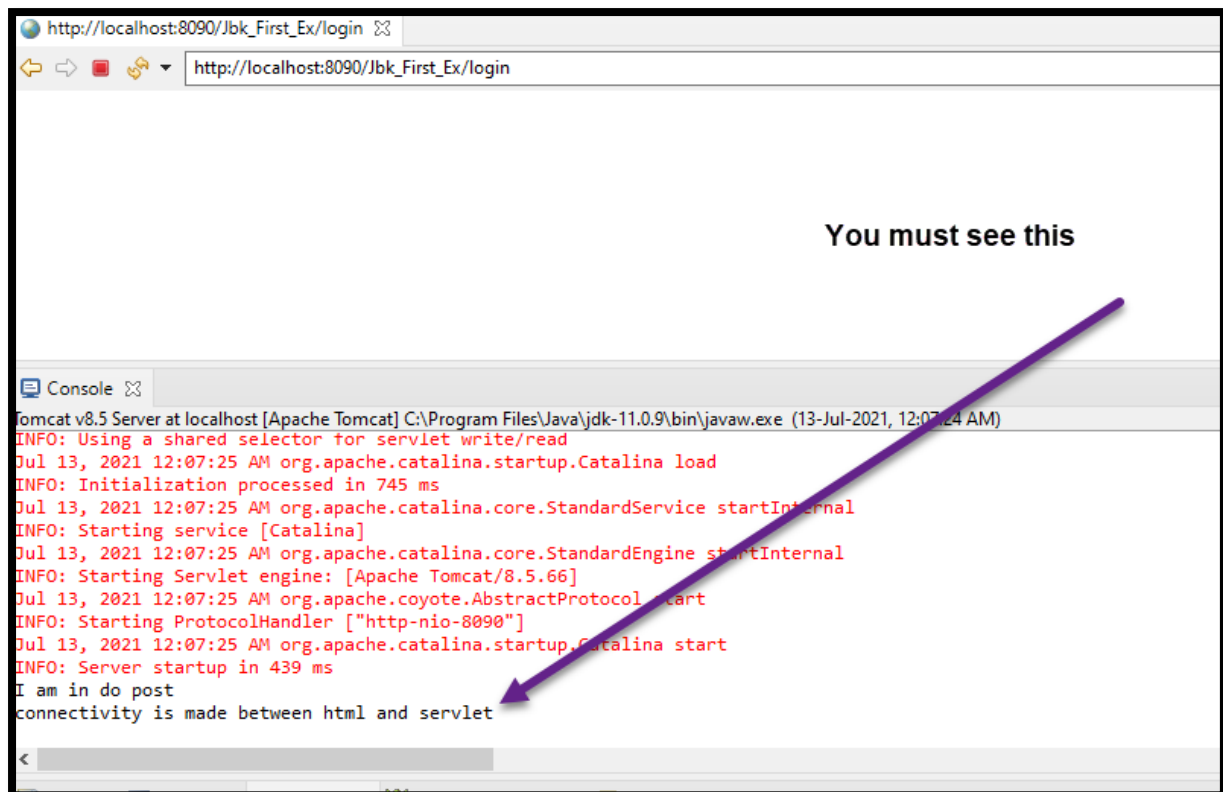 http://localhost:8090/Jbk_First_Ex/login
http://localhost:8090/Jbk_First_Ex/login
You must see this
Console
Tomcat v8.5 Server at localhost [Apache Tomcat] C:\Program Files\Java\jdk-11.0.9\bin\javaw.exe (13-Jul-2021, 12:07:24 AM)
INFO: Using a shared selector for servlet write/read
Jul 13, 2021 12:07:25 AM org.apache.catalina.startup.Catalina load
INFO: Initialization processed in 745 ms
Jul 13, 2021 12:07:25 AM org.apache.catalina.core.StandardService startInternal
INFO: Starting service [Catalina]
Jul 13, 2021 12:07:25 AM org.apache.catalina.core.StandardEngine startInternal
INFO: Starting Servlet engine: [Apache Tomcat/8.5.66]
Jul 13, 2021 12:07:25 AM org.apache.coyote.AbstractProtocol start
INFO: Starting ProtocolHandler ["http-nio-8090"]
Jul 13, 2021 12:07:25 AM org.apache.catalina.startup.Catalina start
INFO: Server startup in 439 ms
I am in do post
connectivity is made between html and servlet